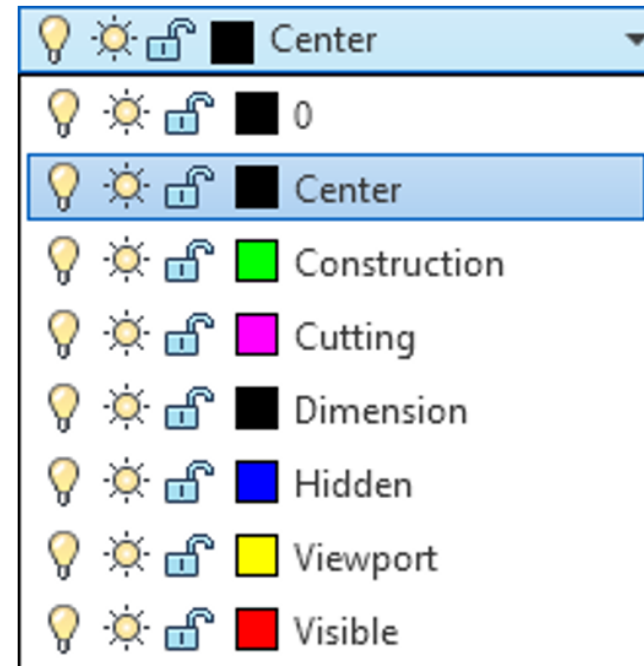 Center
0
Center
Construction
Cutting
Dimension
Hidden
Viewport
Visible